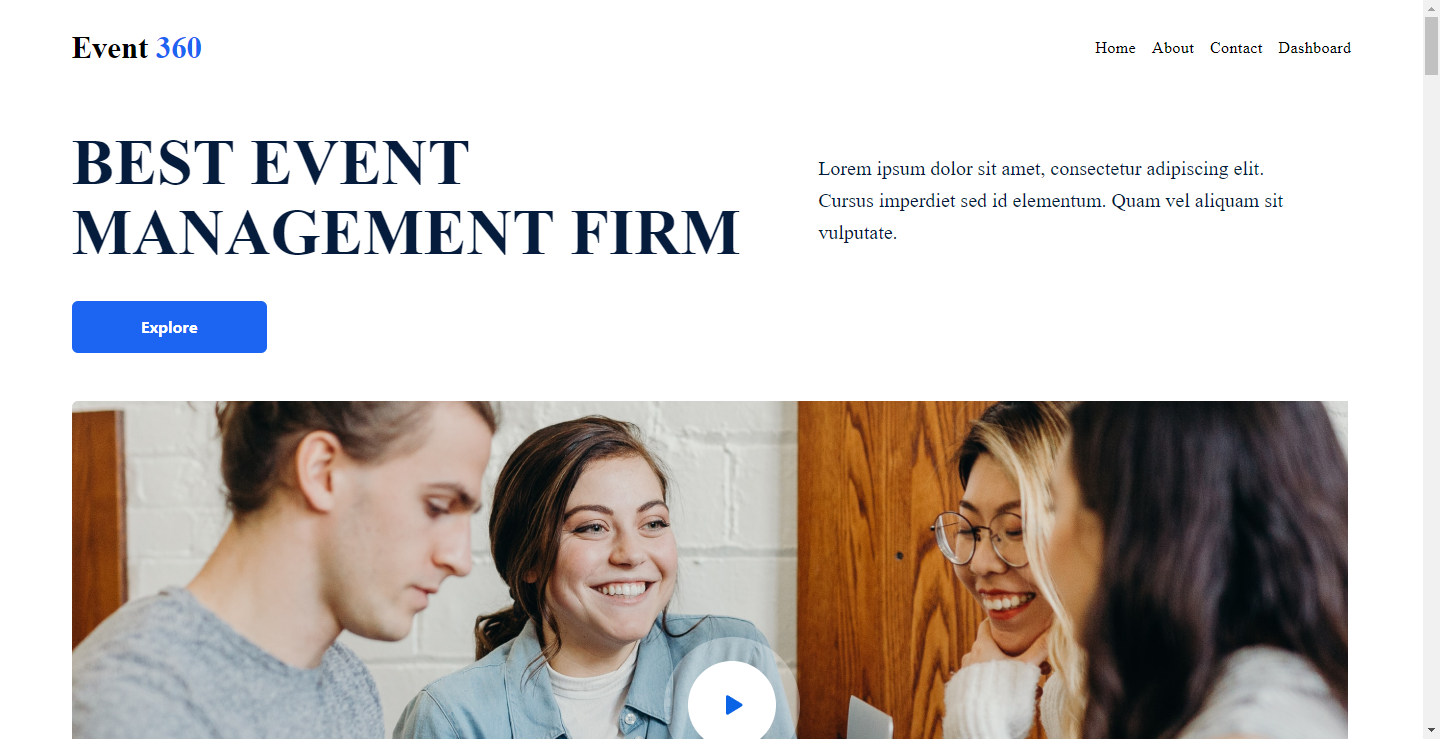 Event 360
Home About Contact Dashboard
BEST EVENT
MANAGEMENT FIRM
Lorem ipsum dolor sit amet, consectetur adipiscing elit.
Cursus imperdiet sed id elementum. Quam vel aliquam sit
vulputate.
Explore